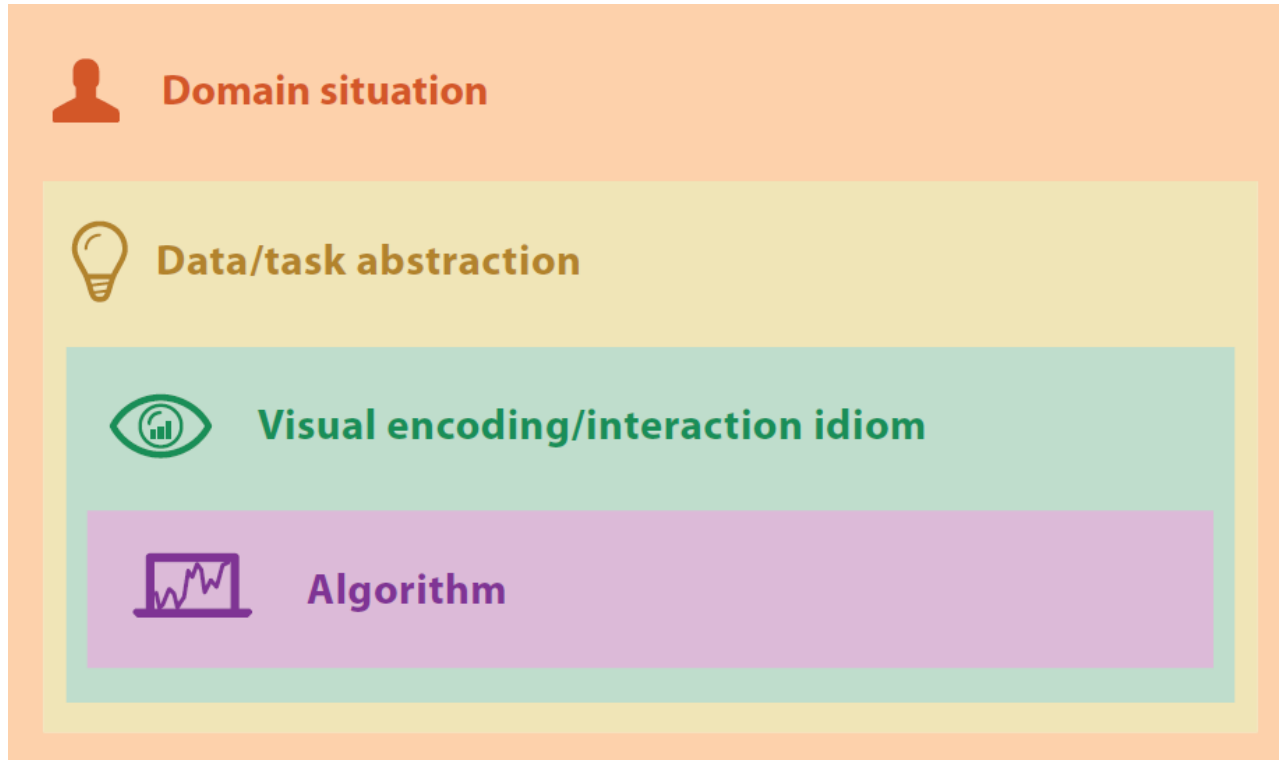 Domain situation
Data/task abstraction
Visual encoding/interaction idiom
Algorithm